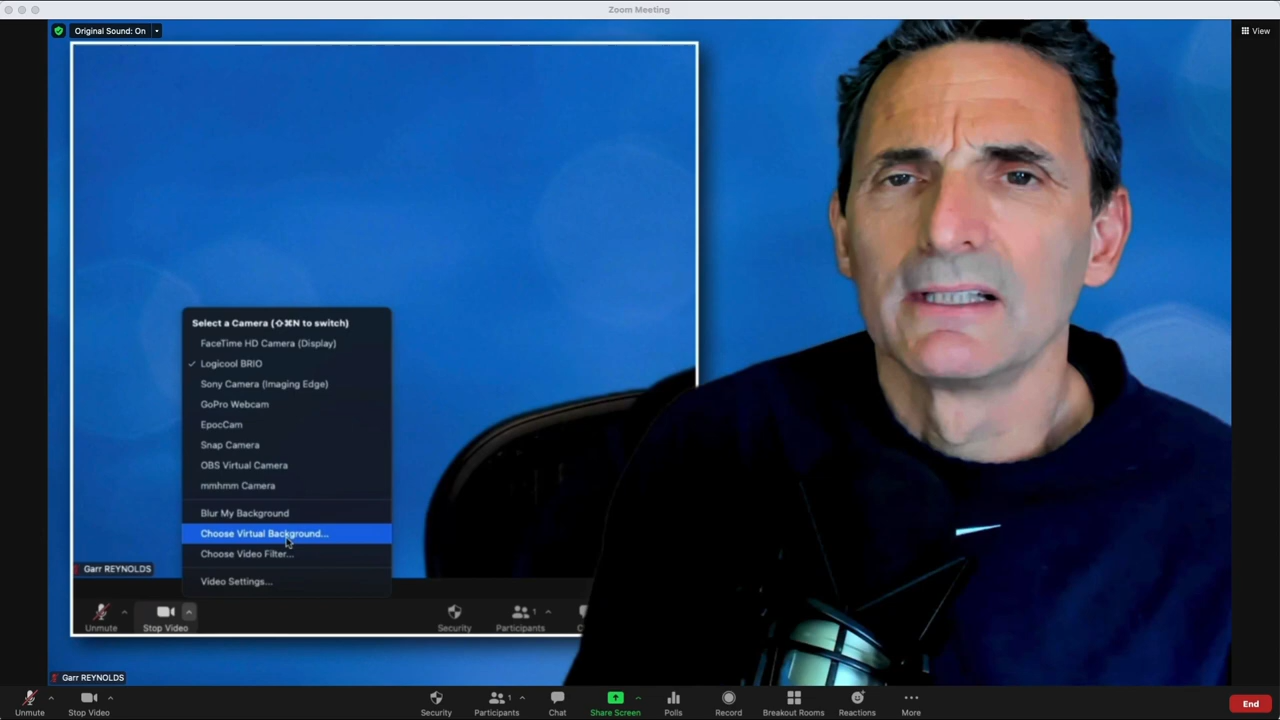 Zoom Meeting
Original Sound: On
View
Select a Camera (⇧⌘N to switch)
FaceTime HD Camera (Display)
✓ Logicool BRIO
Sony Camera (Imaging Edge)
GoPro Webcam
EpocCam
Snap Camera
OBS Virtual Camera
mmhmm Camera
Blur My Background
Choose Virtual Background...
Choose Video Filter...
Video Settings...
Garr REYNOLDS
Unmute
Stop Video
Security
1
Participants
Garr REYNOLDS
Unmute
Stop Video
Security
1
Participants
Chat
Share Screen
Polls
Record
Breakout Rooms
Reactions
More
End